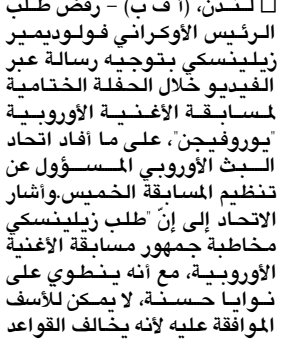 □ لـنـدن، (أ ف ب) – رفض طلب
الرئيس الأوكراني فولوديمير
زيلينسكي بتوجيه رسالة عبر
الفيديو خلال الحفلة الختامية
لمسابقة الأغنية الأوروبية
"يوروفيجن"، على ما أفاد اتحاد
البث الأوروبي المسؤول عن
تنظيم المسابقة الخميس.وأشار
الاتحاد إلى إنّ "طلب زيلينسكي
مخاطبة جمهور مسابقة الأغنية
الأوروبية، مع أنه ينطوي على
نوايا حسنة، لا يمكن للأسف
الموافقة عليه لأنه يخالف القواعد